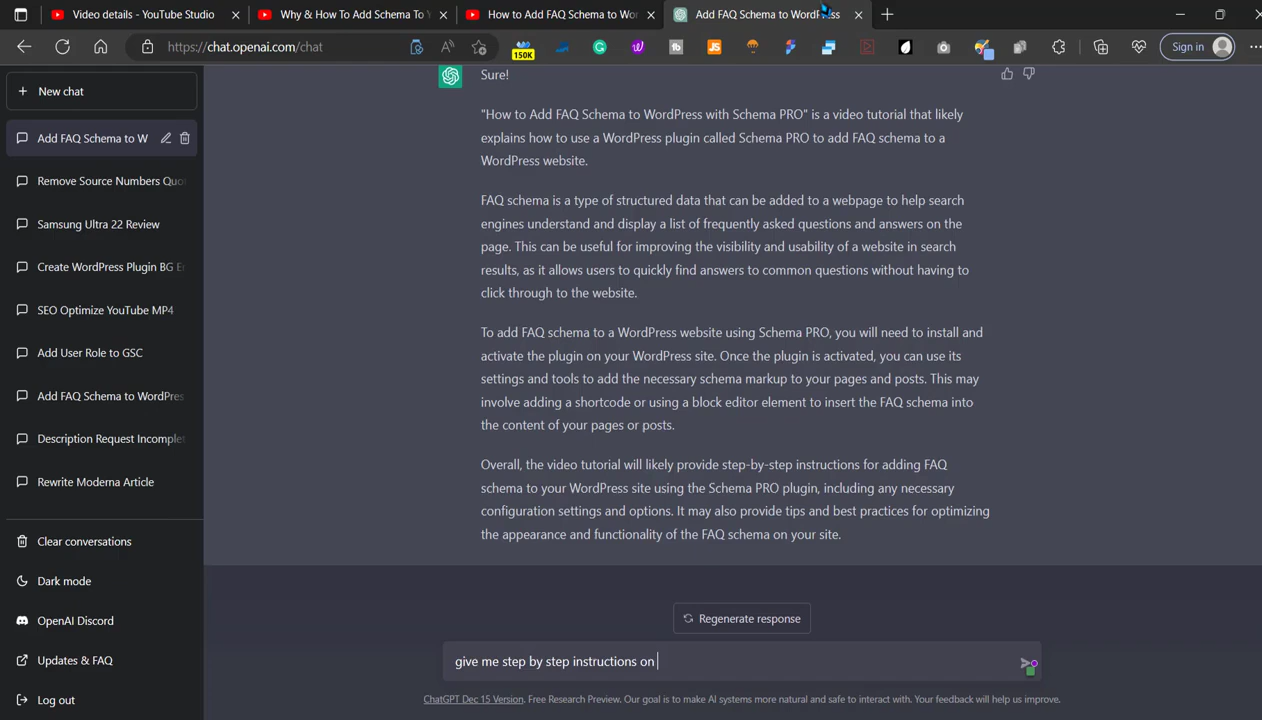 Video details - YouTube Studio
Why & How To Add Schema To Y
How to Add FAQ Schema to Wor
Add FAQ Schema to WordPress
https://chat.openai.com/chat
150K
Sign in
New chat
Add FAQ Schema to W
Remove Source Numbers Quo
Samsung Ultra 22 Review
Create WordPress Plugin BG En
SEO Optimize YouTube MP4
Add User Role to GSC
Add FAQ Schema to WordPres
Description Request Incomplet
Rewrite Moderna Article
Clear conversations
Dark mode
OpenAI Discord
Updates & FAQ
Log out
Sure!
"How to Add FAQ Schema to WordPress with Schema PRO" is a video tutorial that likely
explains how to use a WordPress plugin called Schema PRO to add FAQ schema to a
WordPress website.
FAQ schema is a type of structured data that can be added to a webpage to help search
engines understand and display a list of frequently asked questions and answers on the
page. This can be useful for improving the visibility and usability of a website in search
results, as it allows users to quickly find answers to common questions without having to
click through to the website.
To add FAQ schema to a WordPress website using Schema PRO, you will need to install and
activate the plugin on your WordPress site. Once the plugin is activated, you can use its
settings and tools to add the necessary schema markup to your pages and posts. This may
involve adding a shortcode or using a block editor element to insert the FAQ schema into
the content of your pages or posts.
Overall, the video tutorial will likely provide step-by-step instructions for adding FAQ
schema to your WordPress site using the Schema PRO plugin, including any necessary
configuration settings and options. It may also provide tips and best practices for optimizing
the appearance and functionality of the FAQ schema on your site.
Regenerate response
give me step by step instructions on
ChatGPT Dec 15 Version. Free Research Preview. Our goal is to make AI systems more natural and safe to interact with. Your feedback will help us improve.